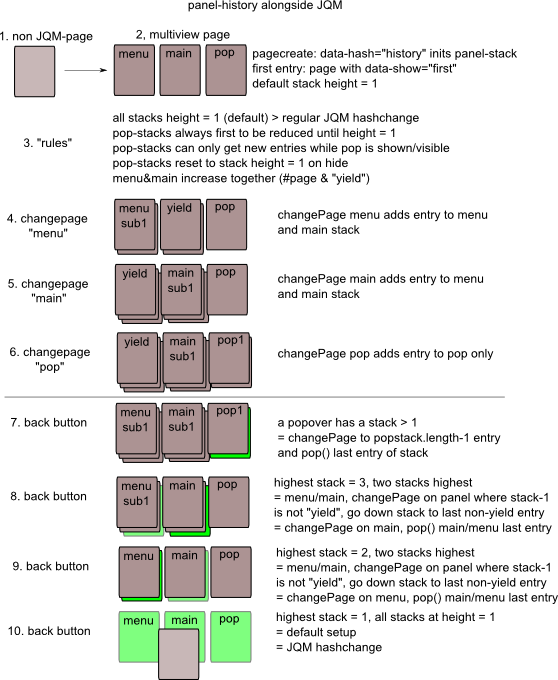 panel-history alongside JQM
1. non JQM-page
2, multiview page
menu
main
pop
pagecreate: data-hash="history" inits panel-stack
first entry: page with data-show="first"
default stack height = 1
3. "rules"
all stacks height = 1 (default) > regular JQM hashchange
pop-stacks always first to be reduced until height = 1
pop-stacks can only get new entries while pop is shown/visible
pop-stacks reset to stack height = 1 on hide
menu&main increase together (#page & "yield")
4. changepage
"menu"
menu
sub1
yield
pop
changePage menu adds entry to menu
and main stack
5. changepage
"main"
yield
main
sub1
pop
changePage main adds entry to menu
and main stack
6. changepage
"pop"
yield
main
sub1
pop1
changePage pop adds entry to pop only
7. back button
menu
sub1
main
sub1
pop1
a popover has a stack > 1
= changePage to popstack.length-1 entry
and pop() last entry of stack
8. back button
menu
sub1
main
pop
highest stack = 3, two stacks highest
= menu/main, changePage on panel where stack-1
is not "yield", go down stack to last non-yield entry
= changePage on main, pop() main/menu last entry
9. back button
menu
main
pop
highest stack = 2, two stacks highest
= menu/main, changePage on panel where stack-1
is not "yield", go down stack to last non-yield entry
= changePage on menu, pop() main/menu last entry
10. back button
menu
main
pop
highest stack = 1, all stacks at height = 1
= default setup
= JQM hashchange